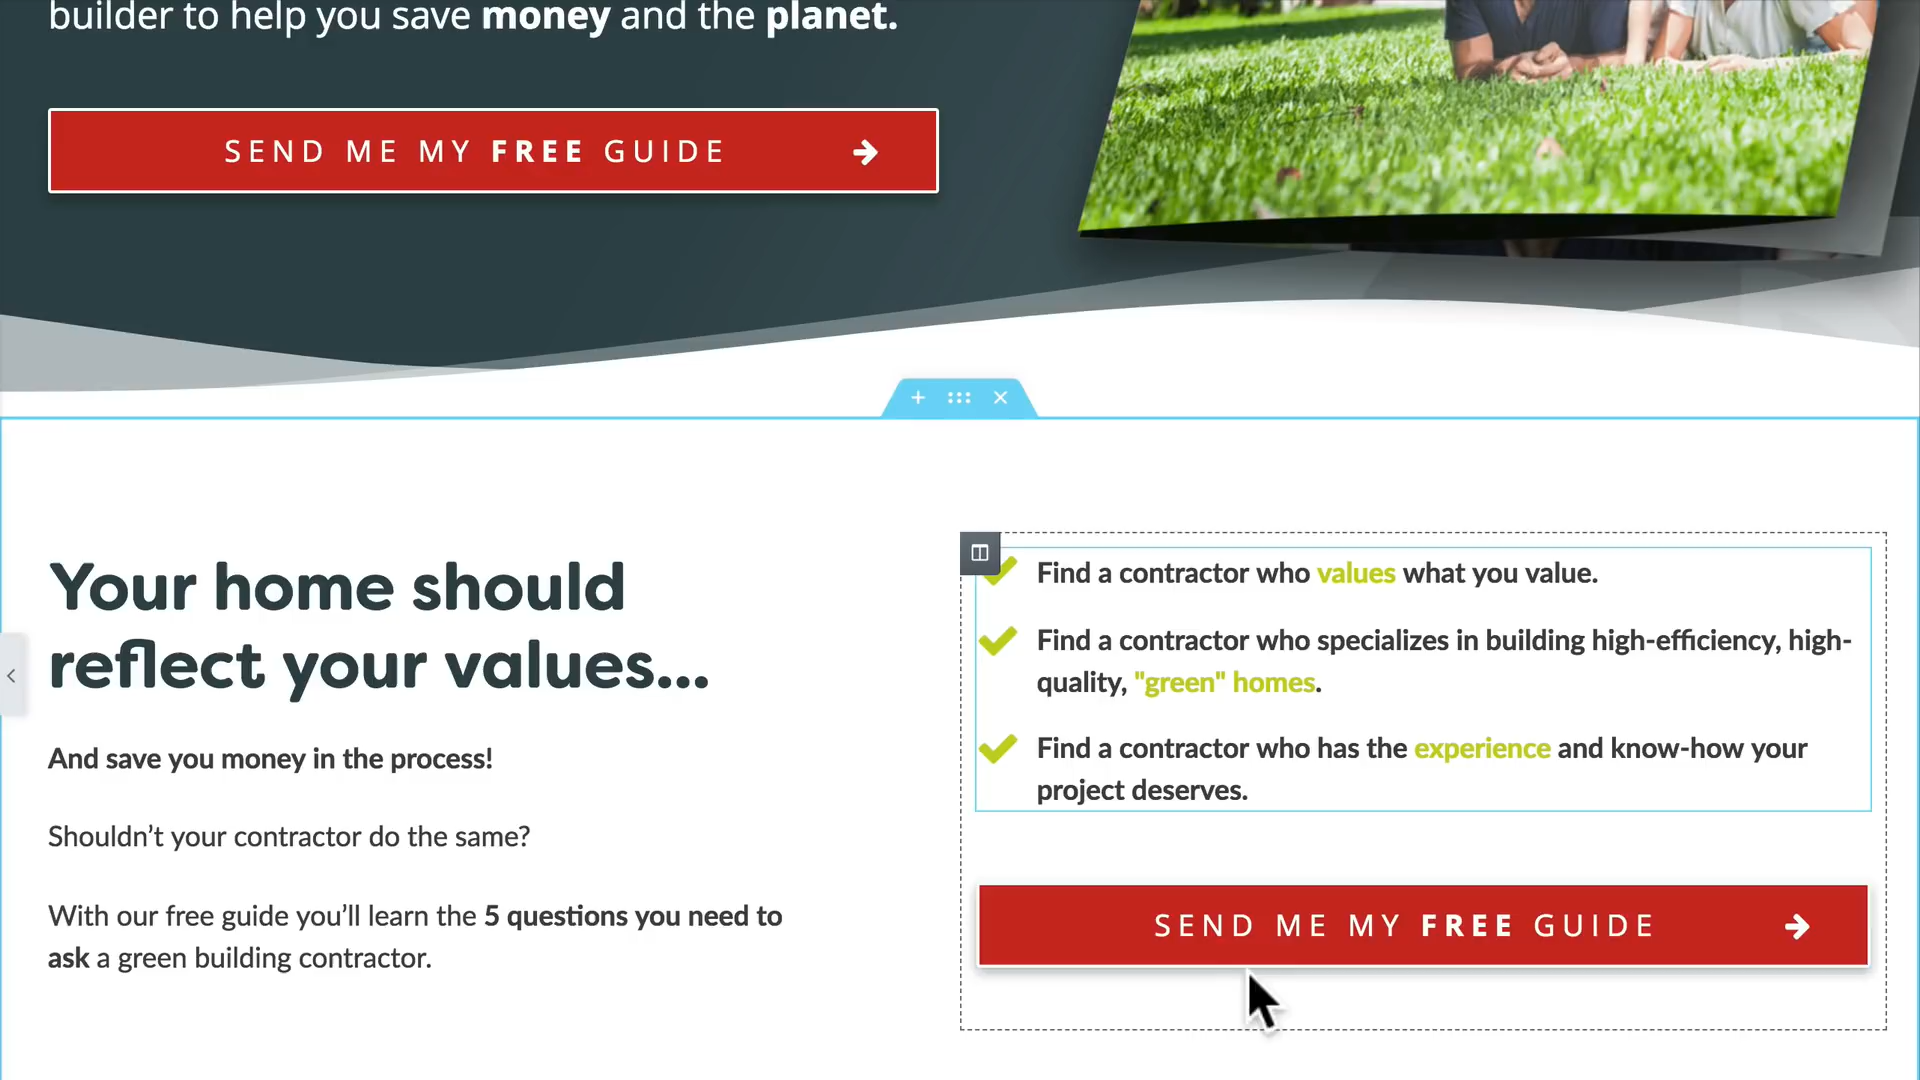 builder to help you save money and the planet.
SEND ME MY FREE GUIDE
Your home should
reflect your values...
And save you money in the process!
Shouldn’t your contractor do the same?
With our free guide you’ll learn the 5 questions you need to
ask a green building contractor.
Find a contractor who values what you value.
Find a contractor who specializes in building high-efficiency, high-
quality, "green" homes.
Find a contractor who has the experience and know-how your
project deserves.
SEND ME MY FREE GUIDE